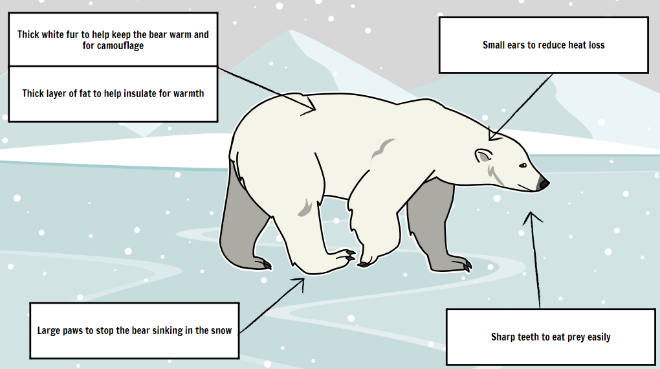 Thick white fur to help keep the bear warm and
for camouflage
Thick layer of fat to help insulate for warmth
Small ears to reduce heat loss
Large paws to stop the bear sinking in the snow
Sharp teeth to eat prey easily